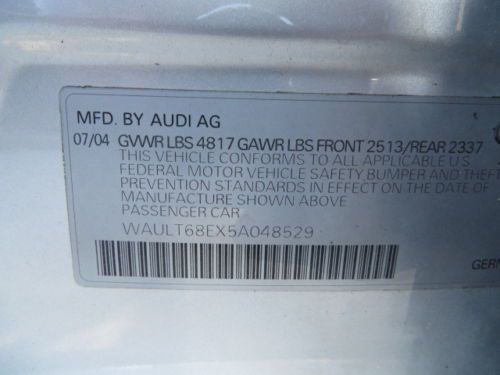 MFD. BY AUDI AG
07/04 GVWR LBS 4817 GAWR LBS FRONT 2513/REAR 2337
THIS VEHICLE CONFORMS TO ALL APPLICABLE U.S.
FEDERAL MOTOR VEHICLE SAFETY, BUMPER AND THEFT
PREVENTION STANDARDS IN EFFECT ON THE DATE OF
MANUFACTURE SHOWN ABOVE
PASSENGER CAR
WAULT68EX5A048529
GERM